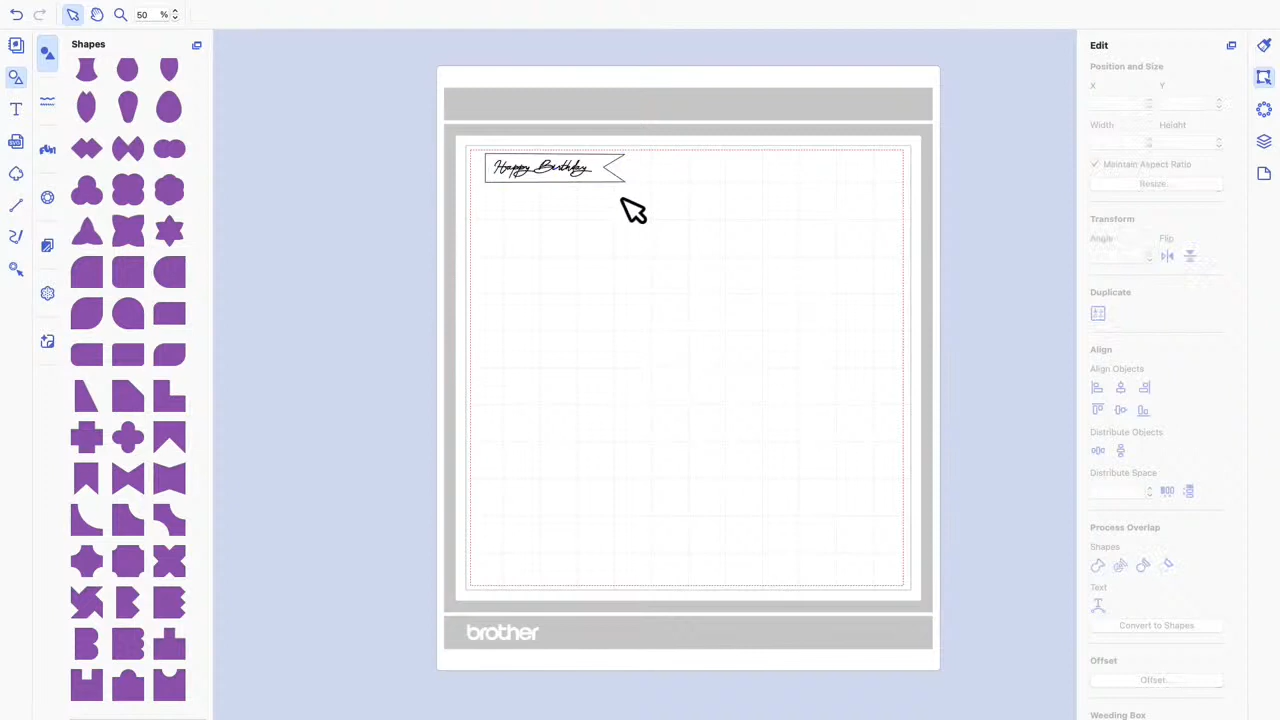 50 %
Shapes
Happy Birthday
brother
Edit
Position and Size
X Y
Width Height
Maintain Aspect Ratio
Resize...
Transform
Angle Flip
Duplicate
Align
Align Objects
Distribute Objects
Distribute Space
Process Overlap
Shapes
Text
Convert to Shapes
Offset
Offset...
Weeding Box